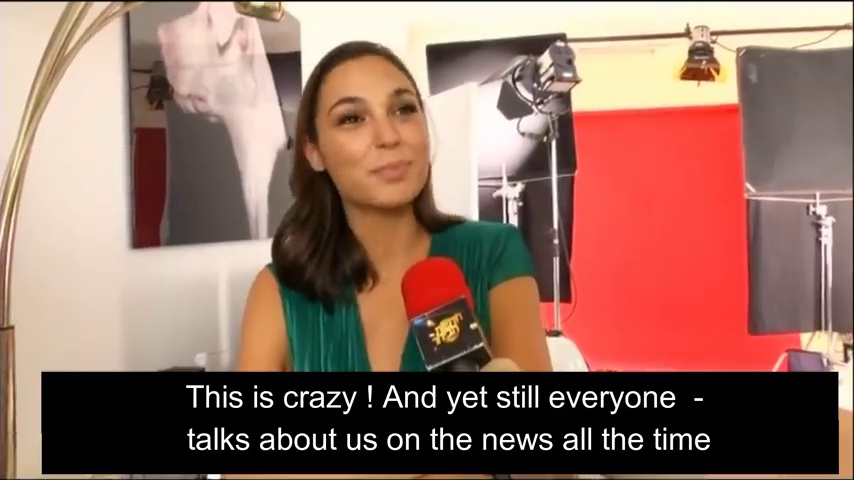 This is crazy ! And yet still everyone  -
talks about us on the news all the time